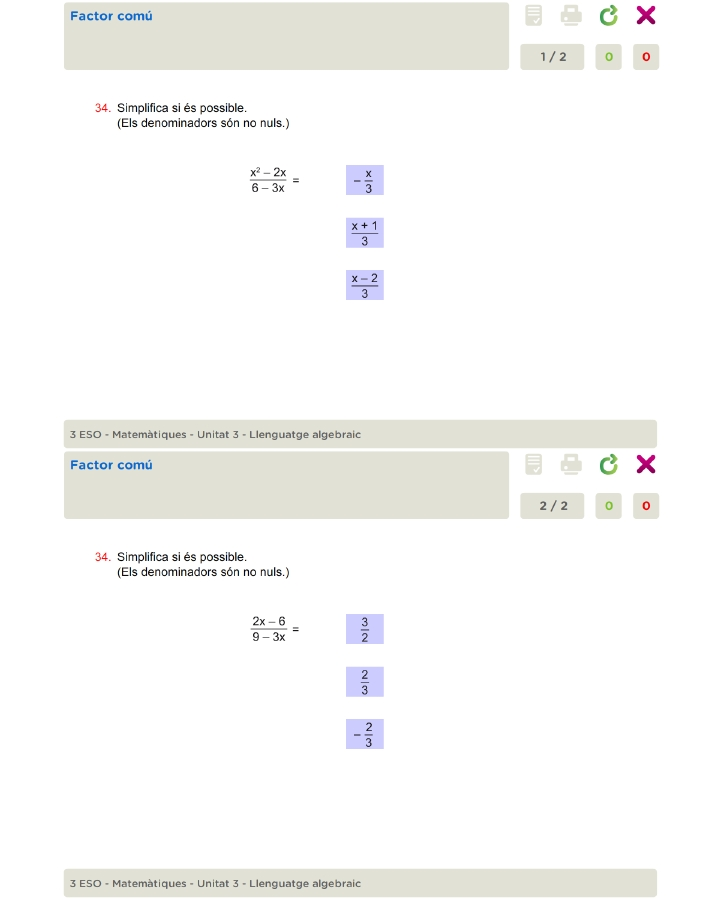 Factor comú
1 / 2 0 0
34. Simplifica si és possible.
(Els denominadors són no nuls.)
x² − 2x / 6 − 3x = − x/3
x + 1 / 3
x − 2 / 3
3 ESO - Matemàtiques - Unitat 3 - Llenguatge algebraic
Factor comú
2 / 2 0 0
34. Simplifica si és possible.
(Els denominadors són no nuls.)
2x − 6 / 9 − 3x = 3/2
2/3
− 2/3
3 ESO - Matemàtiques - Unitat 3 - Llenguatge algebraic